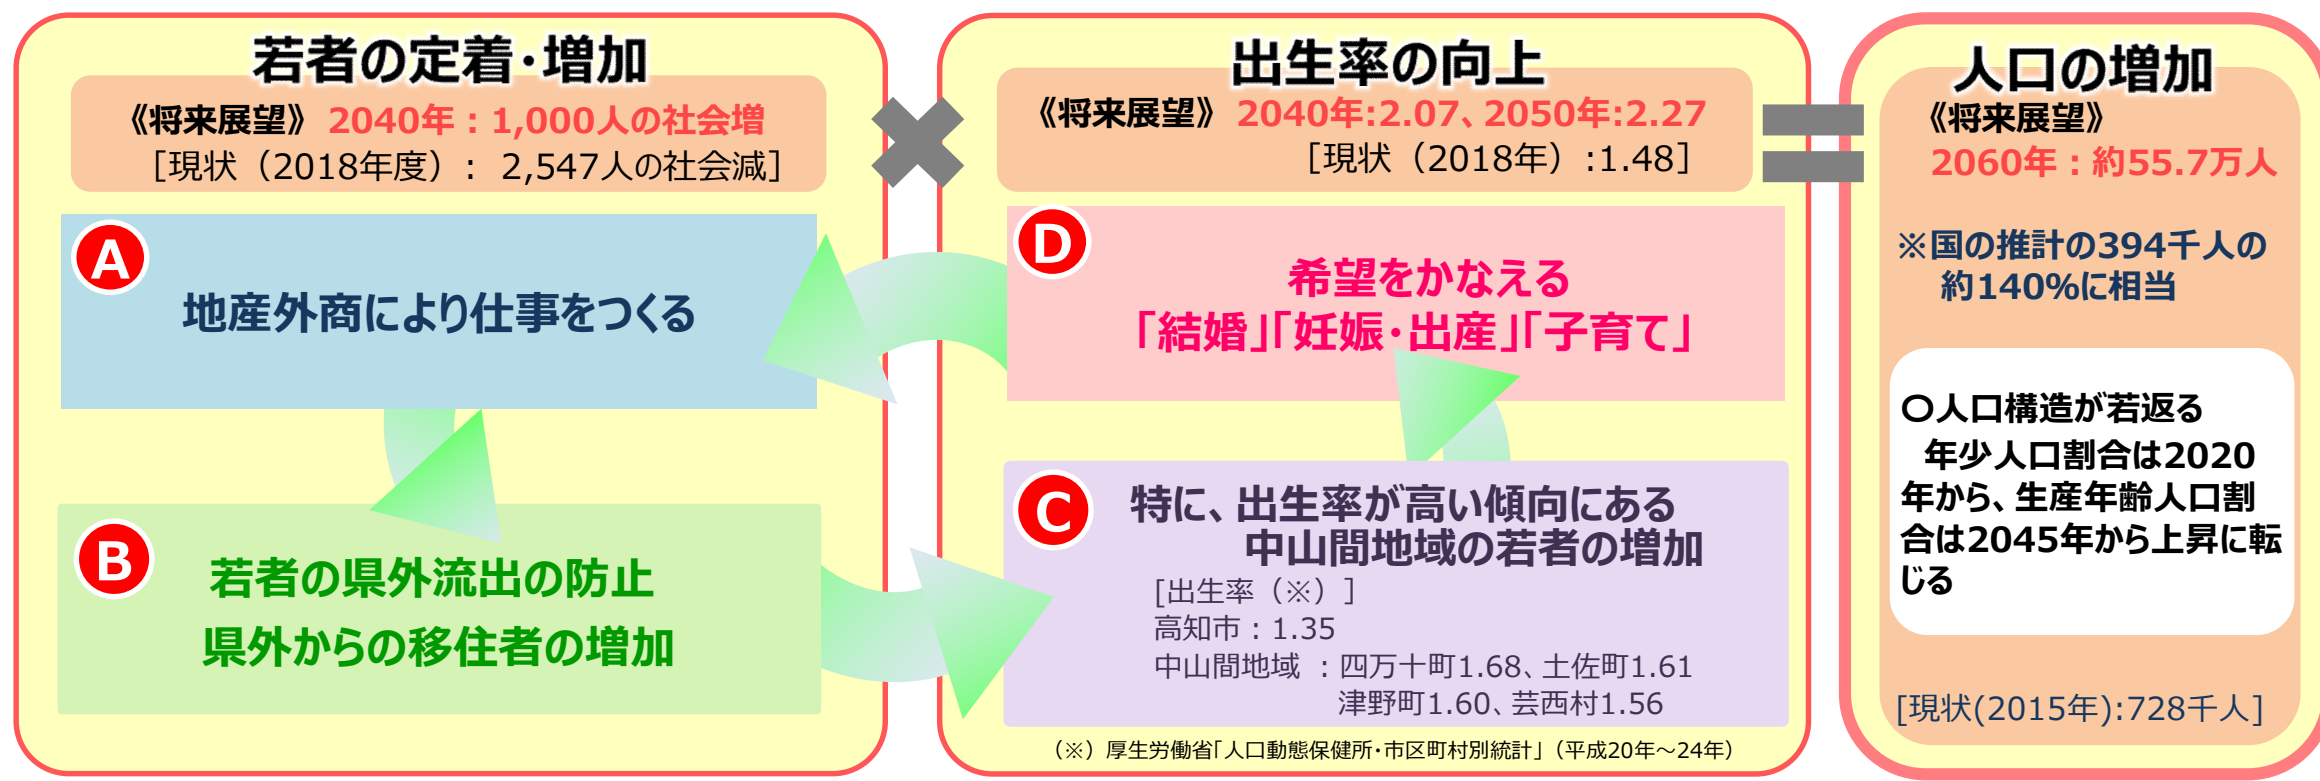 若者の定着・増加
《将来展望》 2040年：1,000人の社会増
［現状（2018年度）： 2,547人の社会減］
A
地産外商により仕事をつくる
B
若者の県外流出の防止
県外からの移住者の増加
出生率の向上
《将来展望》 2040年:2.07、2050年:2.27
［現状（2018年）:1.48］
D
希望をかなえる
「結婚」「妊娠・出産」「子育て」
C
特に、出生率が高い傾向にある
中山間地域の若者の増加
[出生率（※）］
高知市：1.35
中山間地域 ：四万十町1.68、土佐町1.61
津野町1.60、芸西村1.56
（※）厚生労働省「人口動態保健所・市区町村別統計」（平成20年～24年）
人口の増加
《将来展望》
2060年：約55.7万人
※国の推計の394千人の
約140%に相当
〇人口構造が若返る
年少人口割合は2020
年から、生産年齢人口割
合は2045年から上昇に転
じる
[現状(2015年):728千人]